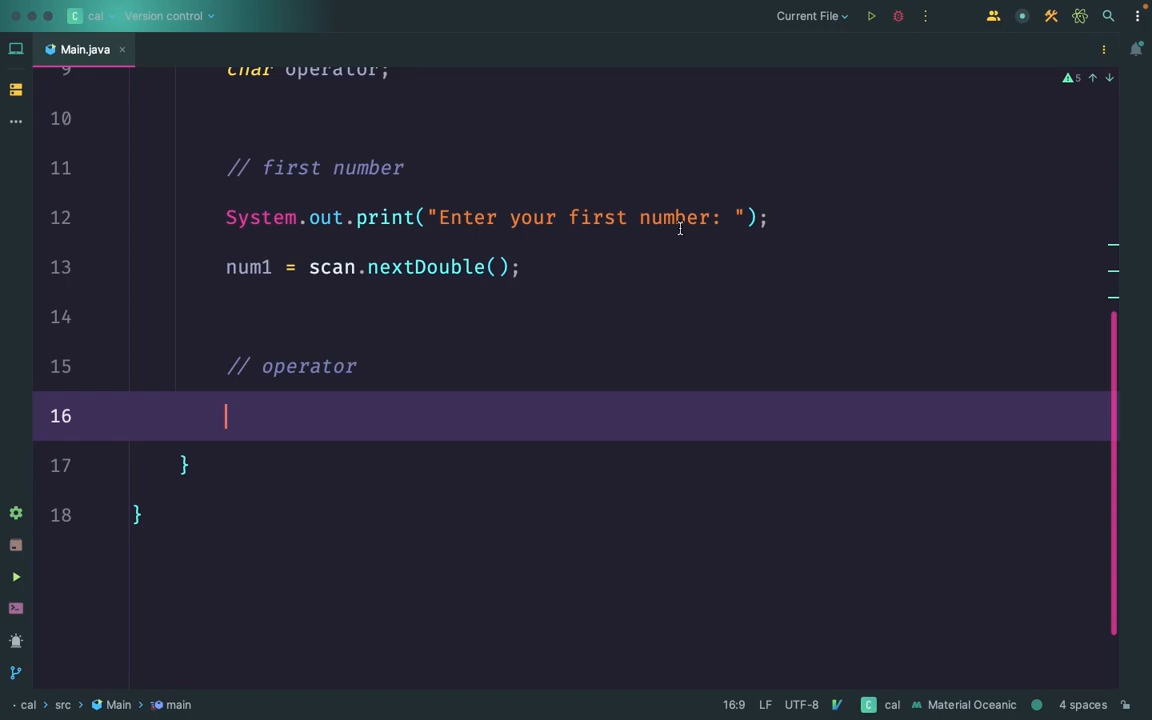 C cal Version control Current File
Main.java
9 char operator;
5
10
11 // first number
12 System.out.print("Enter your first number: ");
13 num1 = scan.nextDouble();
14
15 // operator
16
17 }
18 }
cal › src › Main › main 16:9 LF UTF-8 C cal Material Oceanic 4 spaces